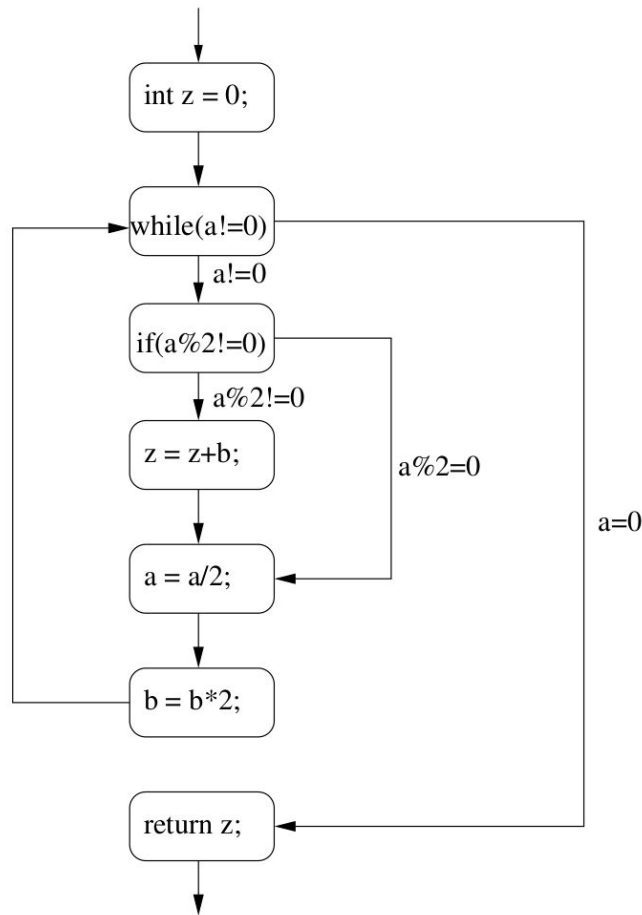 int z = 0;
while(a!=0)
a!=0
if(a%2!=0)
a%2!=0
z = z+b;
a%2=0
a=0
a = a/2;
b = b*2;
return z;